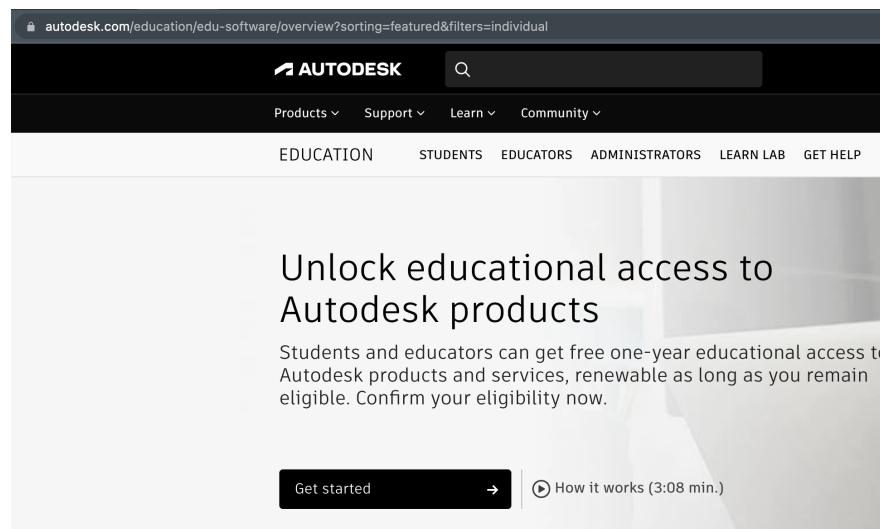 autodesk.com/education/edu-software/overview?sorting=featured&filters=individual
AUTODESK
Products Support Learn Community
EDUCATION STUDENTS EDUCATORS ADMINISTRATORS LEARN LAB GET HELP
Unlock educational access to
Autodesk products
Students and educators can get free one-year educational access to
Autodesk products and services, renewable as long as you remain
eligible. Confirm your eligibility now.
Get started → How it works (3:08 min.)